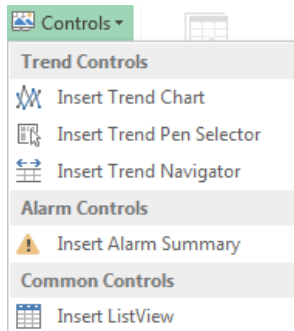 Controls
Trend Controls
Insert Trend Chart
Insert Trend Pen Selector
Insert Trend Navigator
Alarm Controls
Insert Alarm Summary
Common Controls
Insert ListView